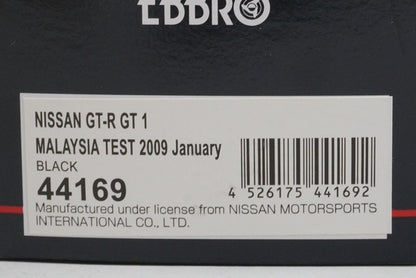 EBBRO
NISSAN GT-R GT 1
MALAYSIA TEST 2009 January
BLACK
44169
4 526175 441692
Manufactured under license from NISSAN MOTORSPORTS
INTERNATIONAL CO., LTD.